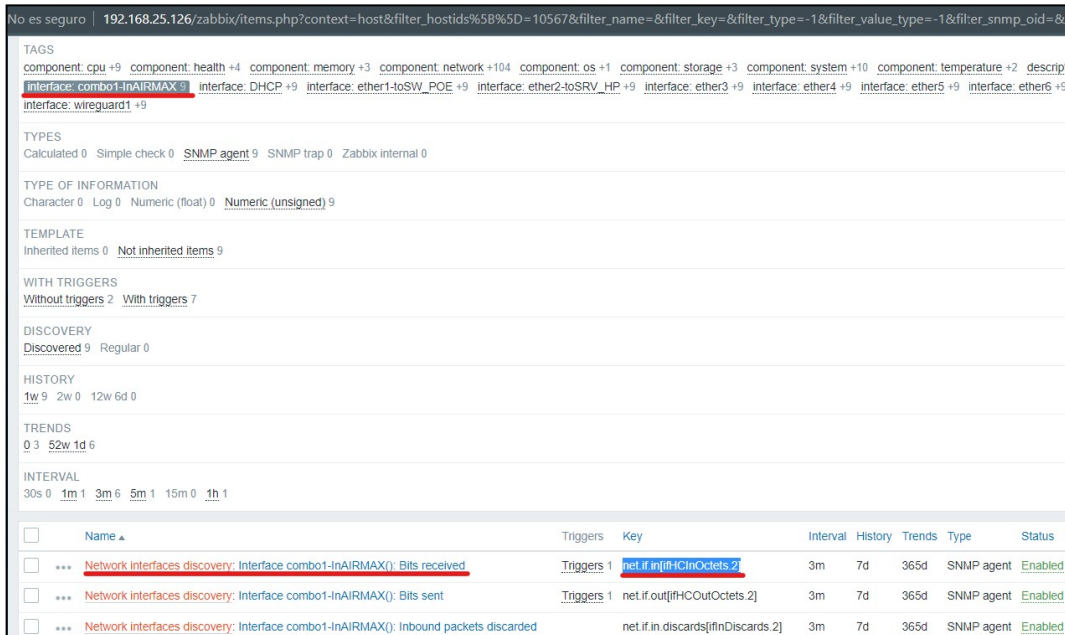 No es seguro | 192.168.25.126/zabbix/items.php?context=host&filter_hostids%5B%5D=10567&filter_name=&filter_key=&filter_type=-1&filter_value_type=-1&filter_snmp_oid=&
TAGS
component: cpu +9 component: health +4 component: memory +3 component: network +104 component: os +1 component: storage +3 component: system +10 component: temperature +2 descript
interface: combo1-InAIRMAX 9 interface: DHCP +9 interface: ether1-toSW_POE +9 interface: ether2-toSRV_HP +9 interface: ether3 +9 interface: ether4 +9 interface: ether5 +9 interface: ether6 +9
interface: wireguard1 +9
TYPES
Calculated 0 Simple check 0 SNMP agent 9 SNMP trap 0 Zabbix internal 0
TYPE OF INFORMATION
Character 0 Log 0 Numeric (float) 0 Numeric (unsigned) 9
TEMPLATE
Inherited items 0 Not inherited items 9
WITH TRIGGERS
Without triggers 2 With triggers 7
DISCOVERY
Discovered 9 Regular 0
HISTORY
1w 9 2w 0 12w 6d 0
TRENDS
0 3 52w 1d 6
INTERVAL
30s 0 1m 1 3m 6 5m 1 15m 0 1h 1
Name Triggers Key Interval History Trends Type Status
Network interfaces discovery: Interface combo1-InAIRMAX(): Bits received Triggers 1 net.if.in[ifHCInOctets.2] 3m 7d 365d SNMP agent Enabled
Network interfaces discovery: Interface combo1-InAIRMAX(): Bits sent Triggers 1 net.if.out[ifHCOutOctets.2] 3m 7d 365d SNMP agent Enabled
Network interfaces discovery: Interface combo1-InAIRMAX(): Inbound packets discarded net.if.in.discards[ifInDiscards.2] 3m 7d 365d SNMP agent Enabled